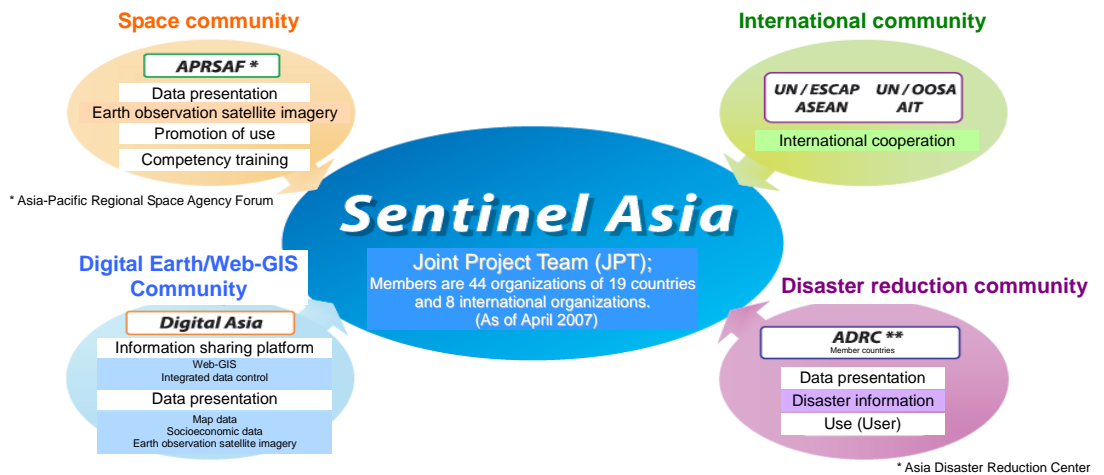 Space community
APRSAF *
Data presentation
Earth observation satellite imagery
Promotion of use
Competency training
* Asia-Pacific Regional Space Agency Forum
International community
UN / ESCAP UN / OOSA
ASEAN AIT
International cooperation
Sentinel Asia
Joint Project Team (JPT);
Members are 44 organizations of 19 countries
and 8 international organizations.
(As of April 2007)
Digital Earth/Web-GIS
Community
Digital Asia
Information sharing platform
Web-GIS
Integrated data control
Data presentation
Map data
Socioeconomic data
Earth observation satellite imagery
Disaster reduction community
ADRC **
Member countries
Data presentation
Disaster information
Use (User)
* Asia Disaster Reduction Center